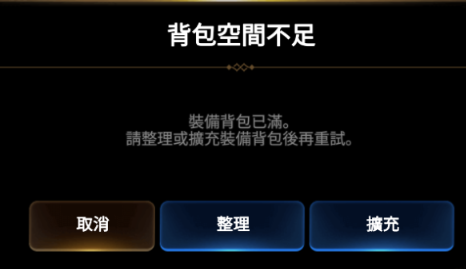 背包空間不足
裝備背包已滿。
請整理或擴充裝備背包後再重試。
取消
整理
擴充